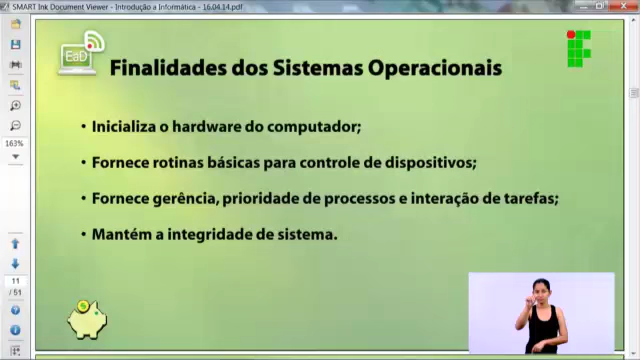 SMART Ink Document Viewer - Introdução a Informática - 16.04.14.pdf
EaD
Finalidades dos Sistemas Operacionais
• Inicializa o hardware do computador;
• Fornece rotinas básicas para controle de dispositivos;
• Fornece gerência, prioridade de processos e interação de tarefas;
• Mantém a integridade de sistema.
163%
11
/ 51